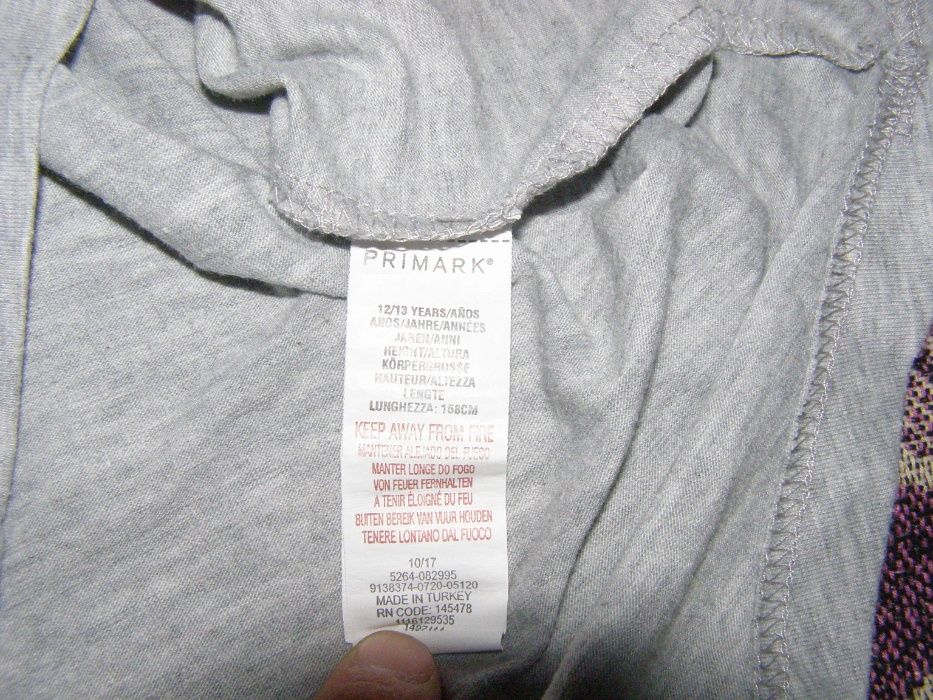 PRIMARK®
12/13 YEARS/AÑOS
ANOS/JAHRE/ANNÉES
JAREN/ANNI
HEIGHT/ALTURA
KÖRPERGRÖSSE
HAUTEUR/ALTEZZA
LENGTE
LUNGHEZZA: 158CM
KEEP AWAY FROM FIRE
MANTENER ALEJADO DEL FUEGO
MANTER LONGE DO FOGO
VON FEUER FERNHALTEN
À TENIR ÉLOIGNÉ DU FEU
BUITEN BEREIK VAN VUUR HOUDEN
TENERE LONTANO DAL FUOCO
10/17
5264-082995
9138374-0720-05120
MADE IN TURKEY
RN CODE: 145478
1116129535